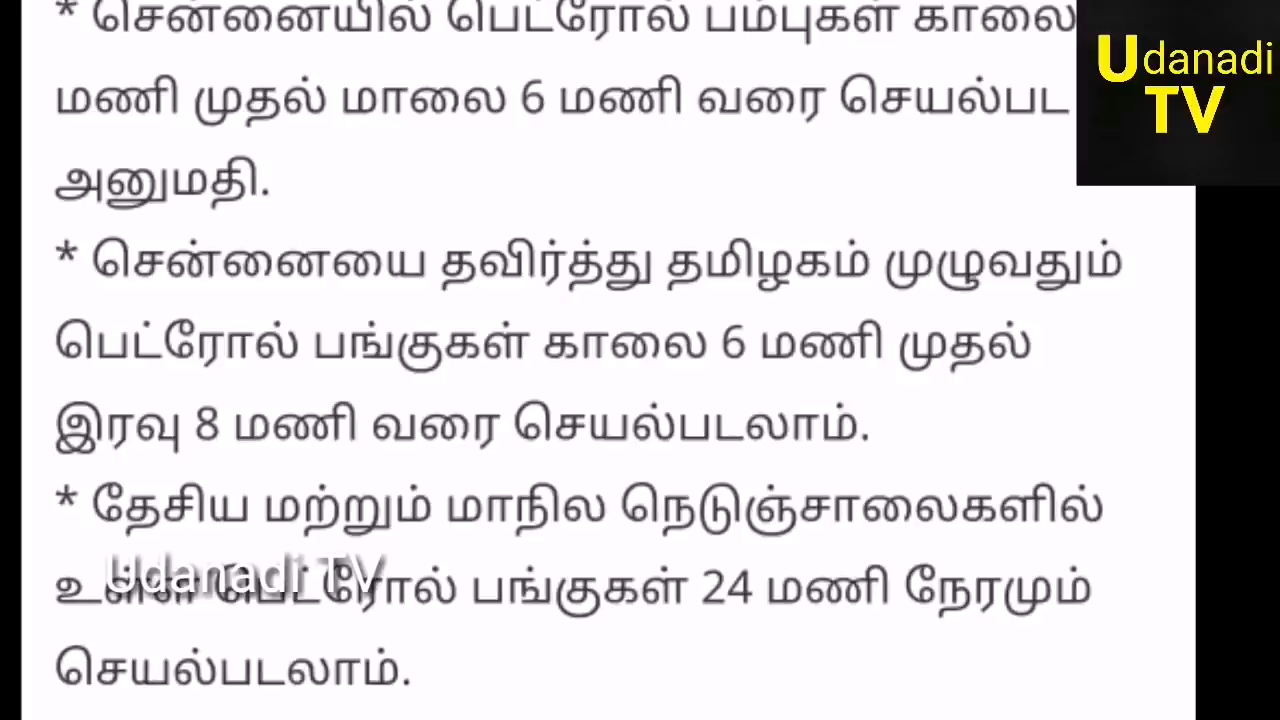 * சென்னையில் பெட்ரோல் பம்புகள் காலை
மணி முதல் மாலை 6 மணி வரை செயல்பட
அனுமதி.
* சென்னையை தவிர்த்து தமிழகம் முழுவதும்
பெட்ரோல் பங்குகள் காலை 6 மணி முதல்
இரவு 8 மணி வரை செயல்படலாம்.
* தேசிய மற்றும் மாநில நெடுஞ்சாலைகளில்
உள்ள பெட்ரோல் பங்குகள் 24 மணி நேரமும்
செயல்படலாம்.
Udanadi
TV
Udanadi TV